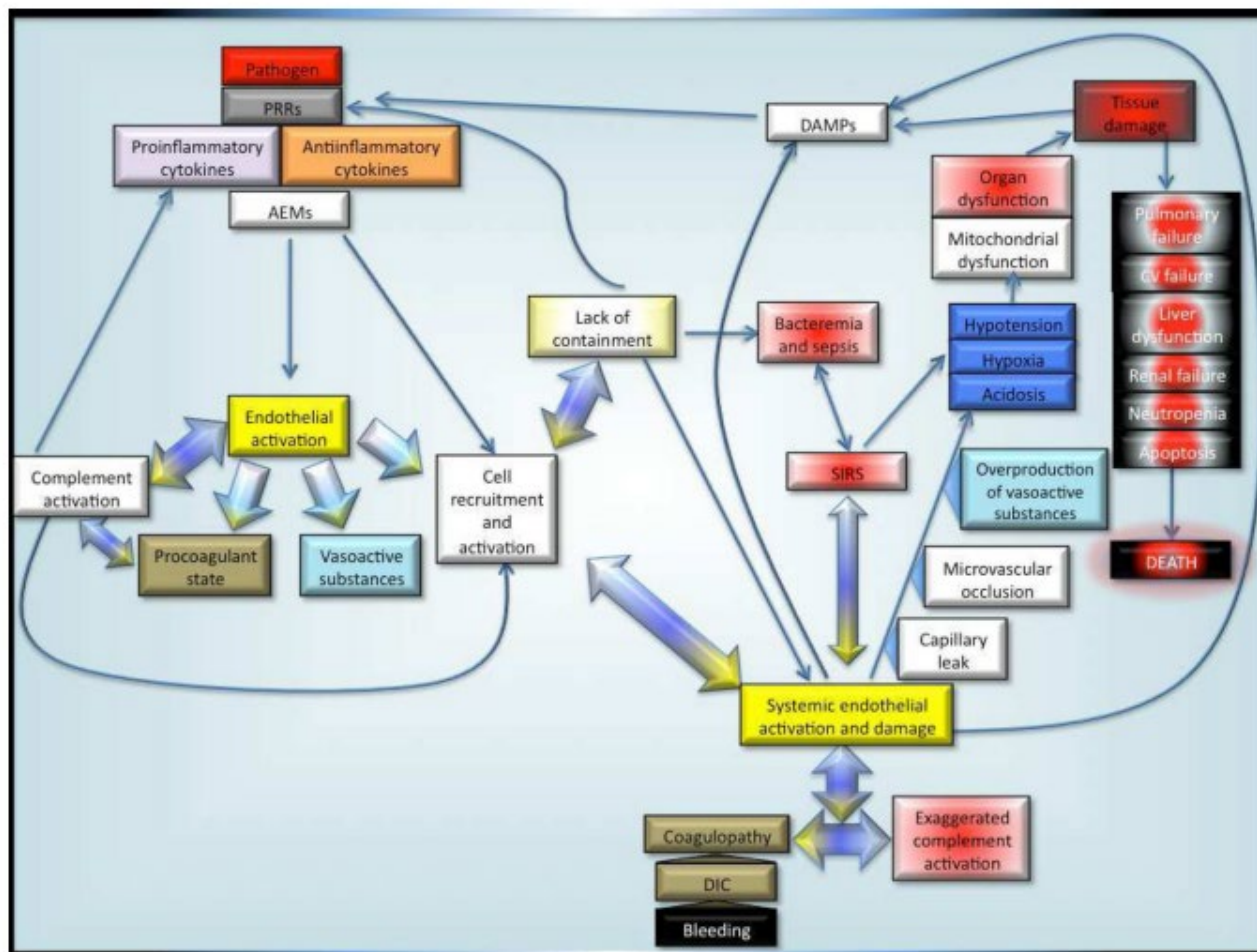 Pathogen
PRRs
Proinflammatory
cytokines
Antiinflammatory
cytokines
AEMs
DAMPs
Tissue
damage
Organ
dysfunction
Mitochondrial
dysfunction
Pulmonary
failure
CV failure
Liver
dysfunction
Renal failure
Neutropenia
Apoptosis
DEATH
Lack of
containment
Bacteremia
and sepsis
Hypotension
Hypoxia
Acidosis
Endothelial
activation
Complement
activation
Cell
recruitment
and
activation
SIRS
Overproduction
of vasoactive
substances
Procoagulant
state
Vasoactive
substances
Microvascular
occlusion
Capillary
leak
Systemic endothelial
activation and damage
Coagulopathy
DIC
Bleeding
Exaggerated
complement
activation